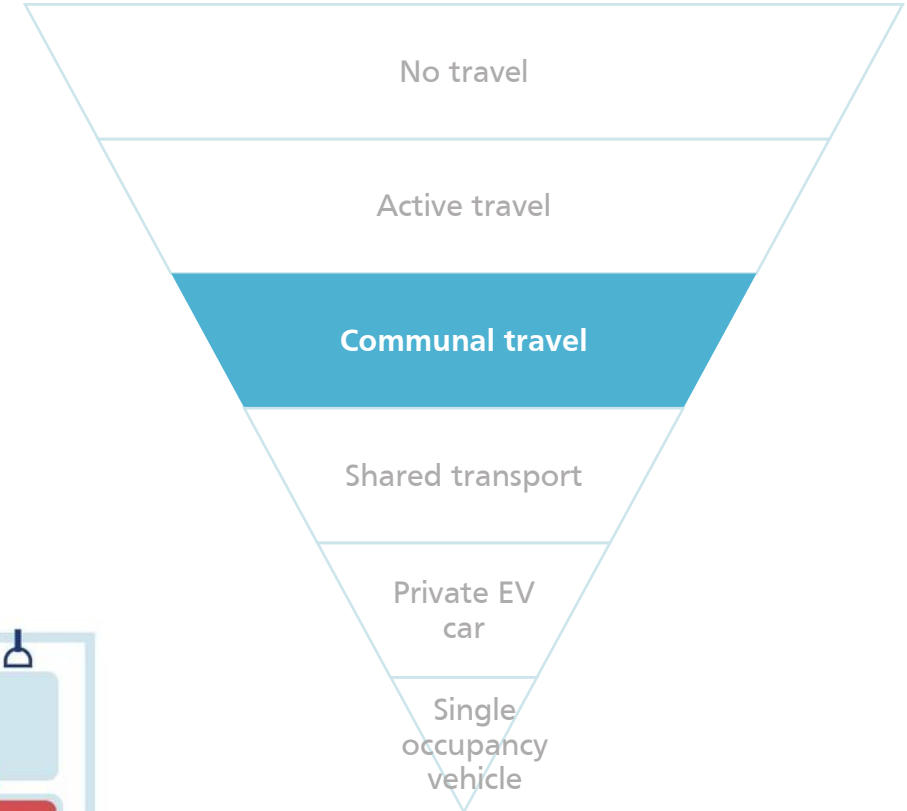 No travel
Active travel
Communal travel
Shared transport
Private EV
car
Single
occupancy
vehicle